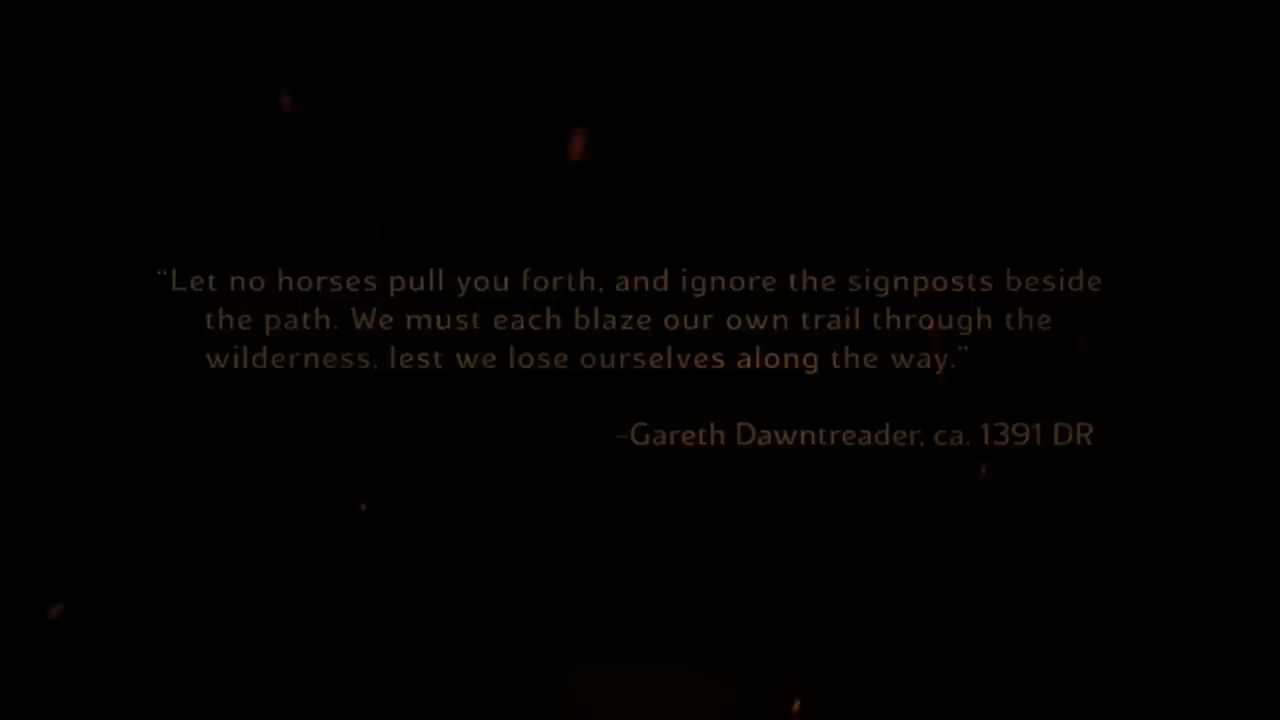 “Let no horses pull you forth, and ignore the signposts beside
the path. We must each blaze our own trail through the
wilderness, lest we lose ourselves along the way.”
–Gareth Dawntreader, ca. 1391 DR